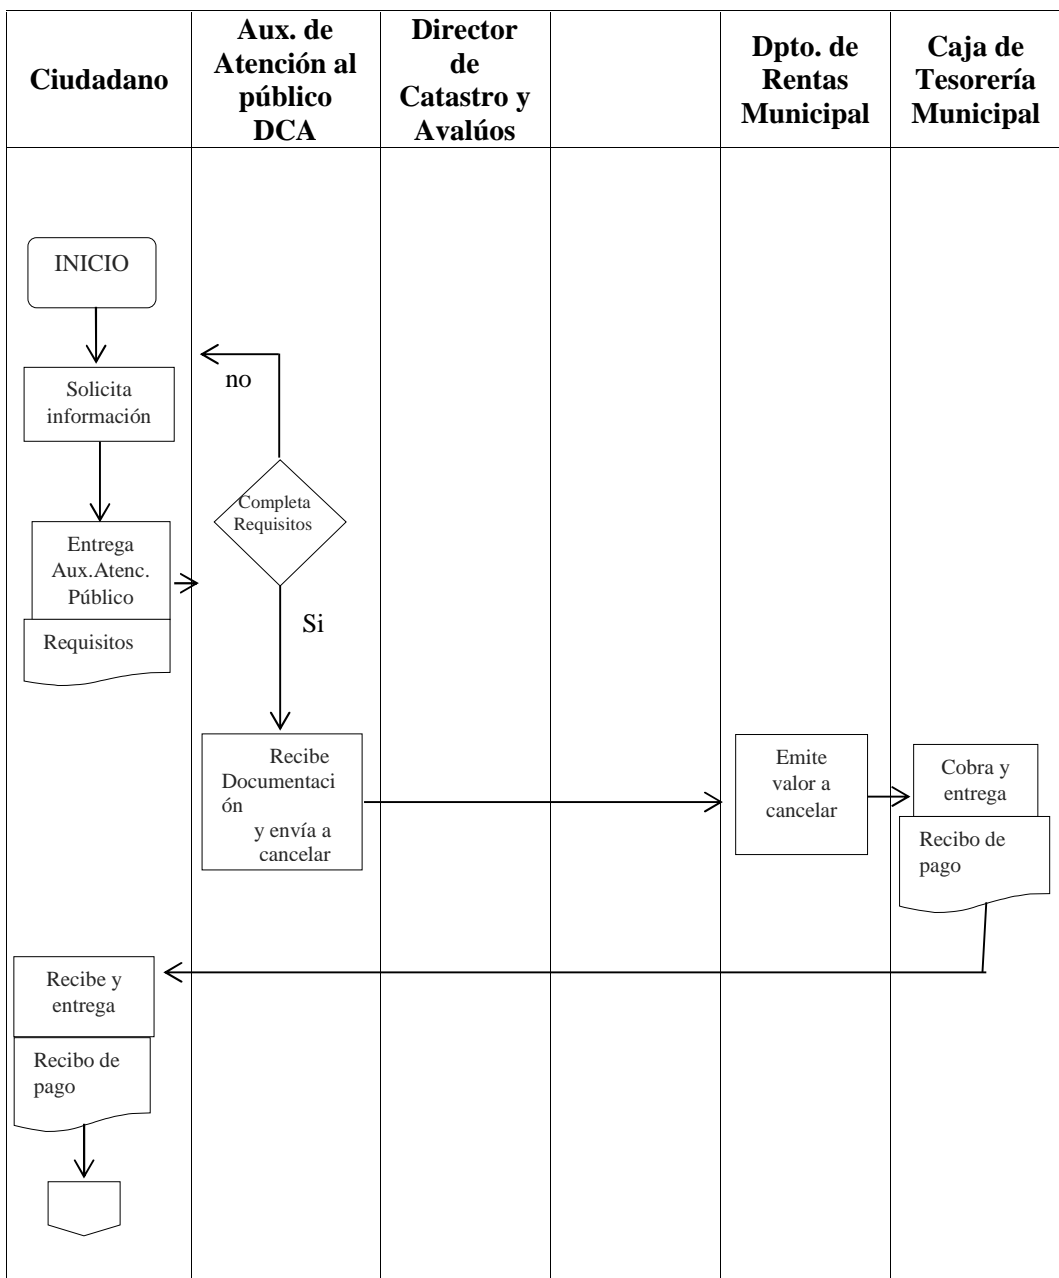 Ciudadano
Aux. de
Atención al
público
DCA
Director
de
Catastro y
Avalúos
Dpto. de
Rentas
Municipal
Caja de
Tesorería
Municipal
INICIO
Solicita
información
no
Completa
Requisitos
Entrega
Aux.Atenc.
Público
Requisitos
Si
Recibe
Documentaci
ón
y envía a
cancelar
Emite
valor a
cancelar
Cobra y
entrega
Recibo de
pago
Recibe y
entrega
Recibo de
pago